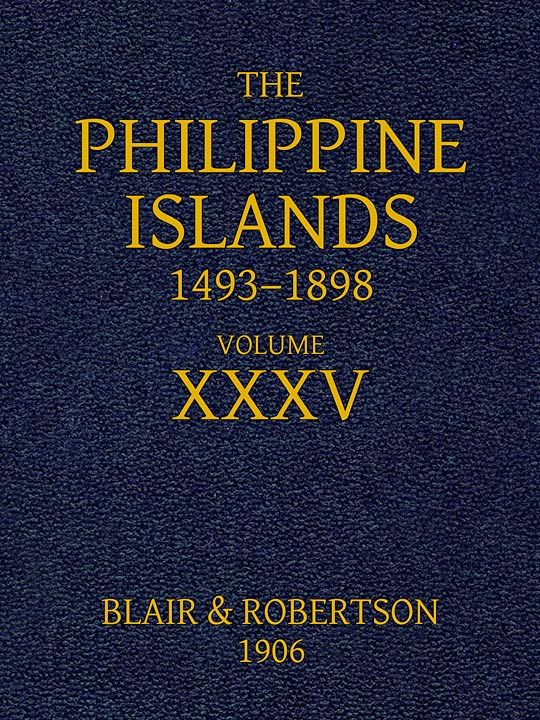 THE
PHILIPPINE
ISLANDS
1493–1898
VOLUME
XXXV
BLAIR & ROBERTSON
1906